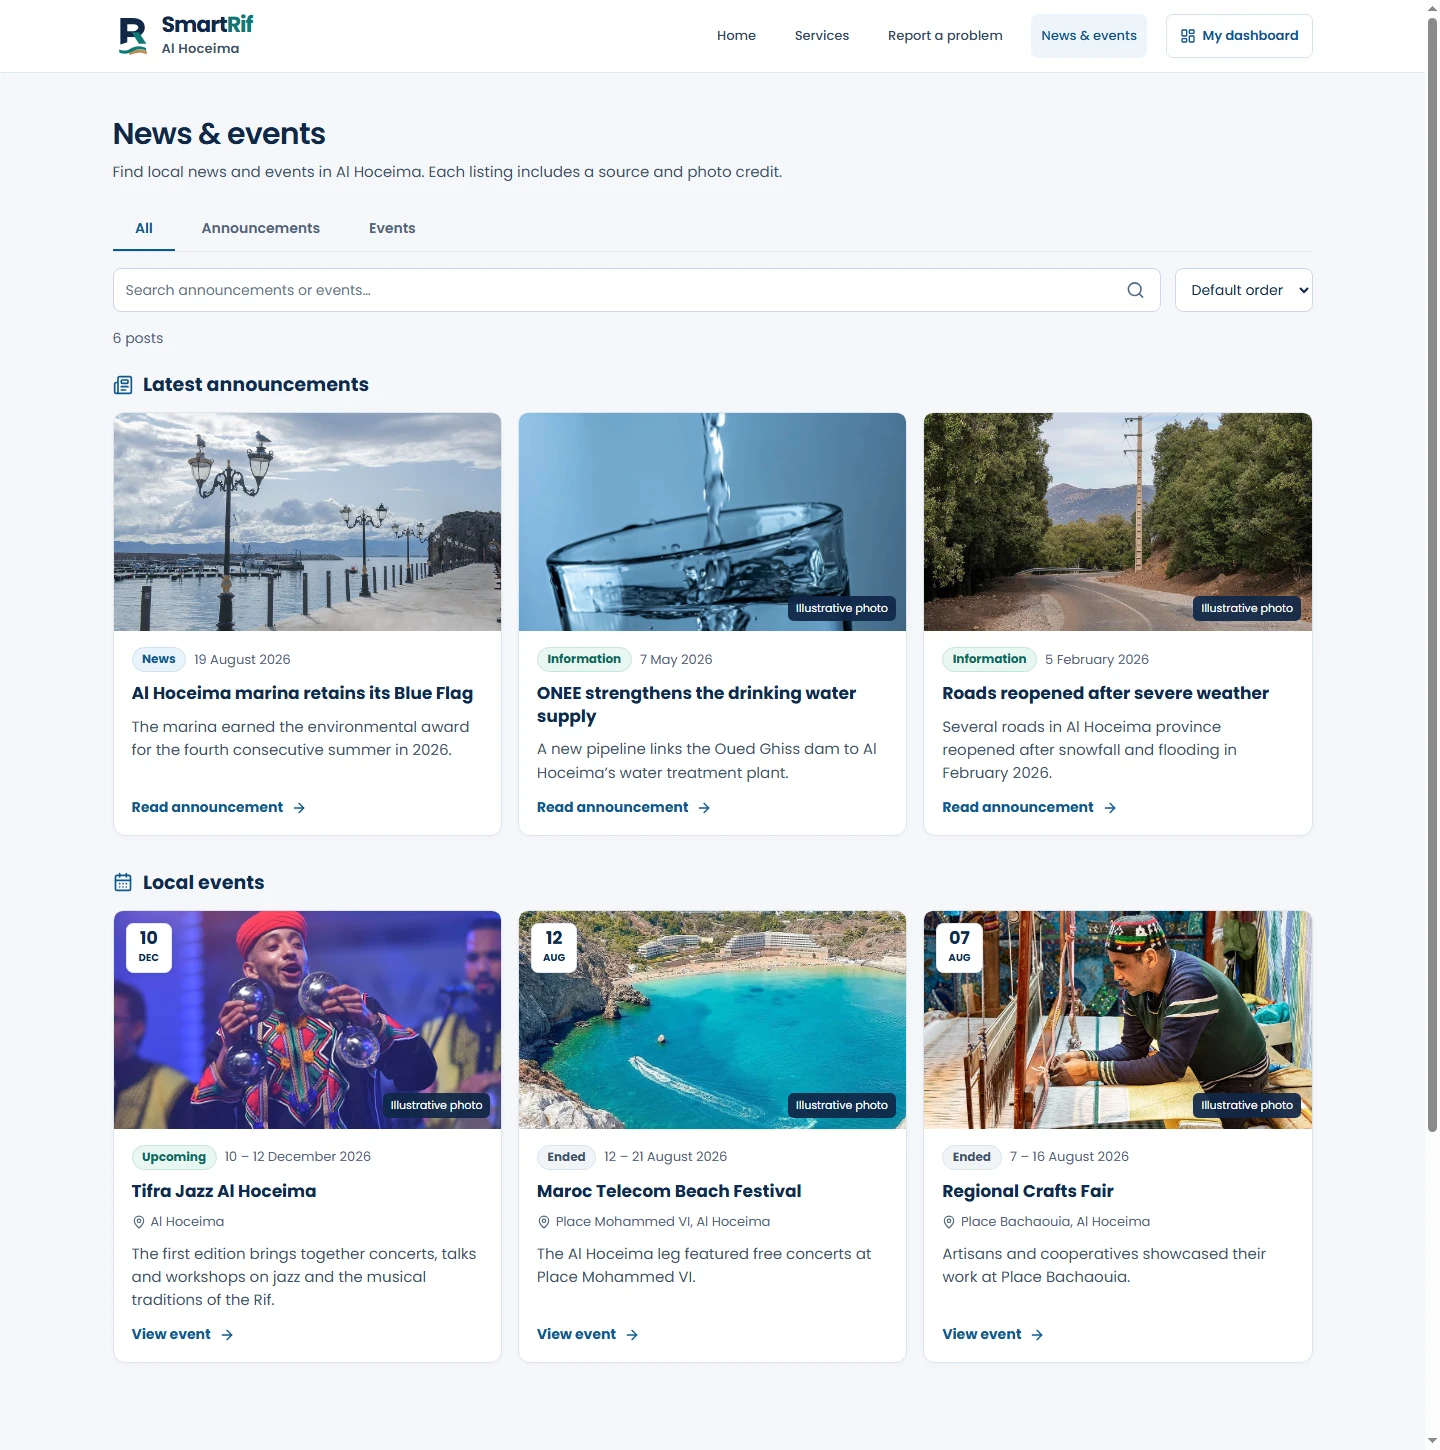 SmartRif
Al Hoceima
Home
Services
Report a problem
News & events
My dashboard
News & events
Find local news and events in Al Hoceima. Each listing includes a source and photo credit.
All
Announcements
Events
Search announcements or events...
Default order
6 posts
Latest announcements
Illustrative photo
Illustrative photo
News
19 August 2026
Al Hoceima marina retains its Blue Flag
The marina earned the environmental award
for the fourth consecutive summer in 2026.
Read announcement
Information
7 May 2026
ONEE strengthens the drinking water
supply
A new pipeline links the Oued Ghiss dam to Al
Hoceima’s water treatment plant.
Read announcement
Information
5 February 2026
Roads reopened after severe weather
Several roads in Al Hoceima province
reopened after snowfall and flooding in
February 2026.
Read announcement
Local events
10
DEC
Illustrative photo
12
AUG
Illustrative photo
07
AUG
Illustrative photo
Upcoming
10 – 12 December 2026
Tifra Jazz Al Hoceima
Al Hoceima
The first edition brings together concerts, talks
and workshops on jazz and the musical
traditions of the Rif.
View event
Ended
12 – 21 August 2026
Maroc Telecom Beach Festival
Place Mohammed VI, Al Hoceima
The Al Hoceima leg featured free concerts at
Place Mohammed VI.
View event
Ended
7 – 16 August 2026
Regional Crafts Fair
Place Bachaouia, Al Hoceima
Artisans and cooperatives showcased their
work at Place Bachaouia.
View event